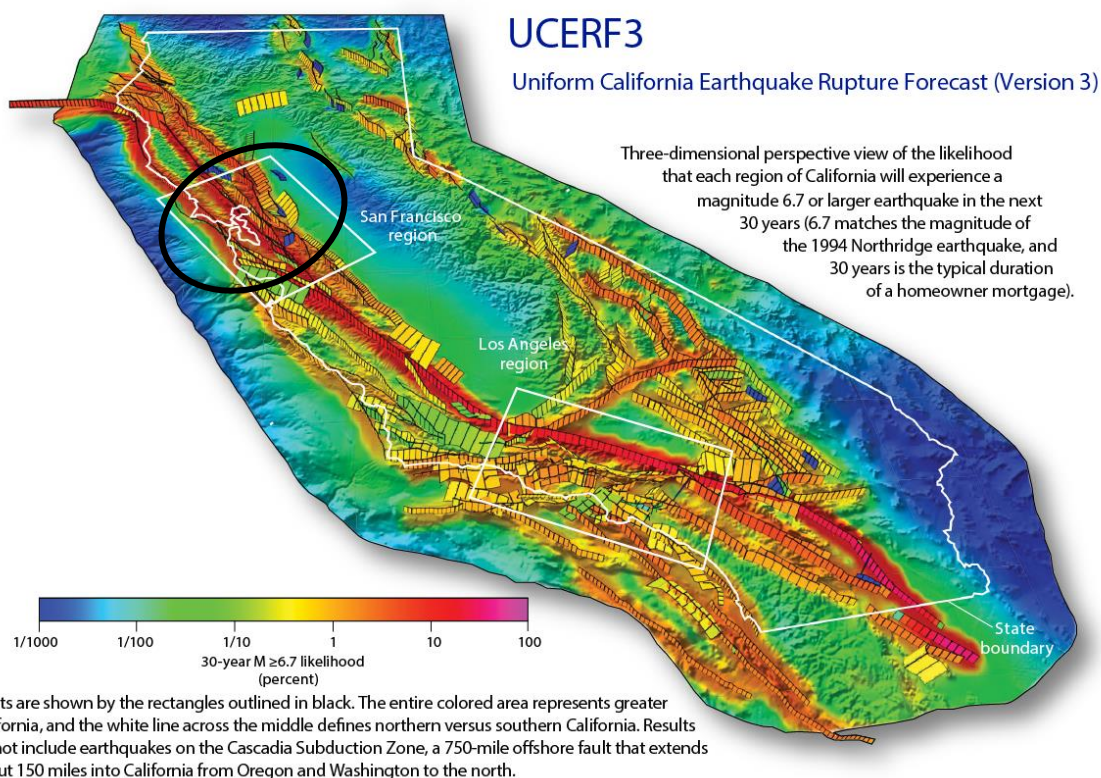 UCERF3
Uniform California Earthquake Rupture Forecast (Version 3)
Three-dimensional perspective view of the likelihood
that each region of California will experience a
magnitude 6.7 or larger earthquake in the next
30 years (6.7 matches the magnitude of
the 1994 Northridge earthquake, and
30 years is the typical duration
of a homeowner mortgage).
San Francisco
region
Los Angeles
region
State
boundary
1/1000 1/100 1/10 1 10 100
30-year M ≥6.7 likelihood
(percent)
ts are shown by the rectangles outlined in black. The entire colored area represents greater
ifornia, and the white line across the middle defines northern versus southern California. Results
not include earthquakes on the Cascadia Subduction Zone, a 750-mile offshore fault that extends
ut 150 miles into California from Oregon and Washington to the north.